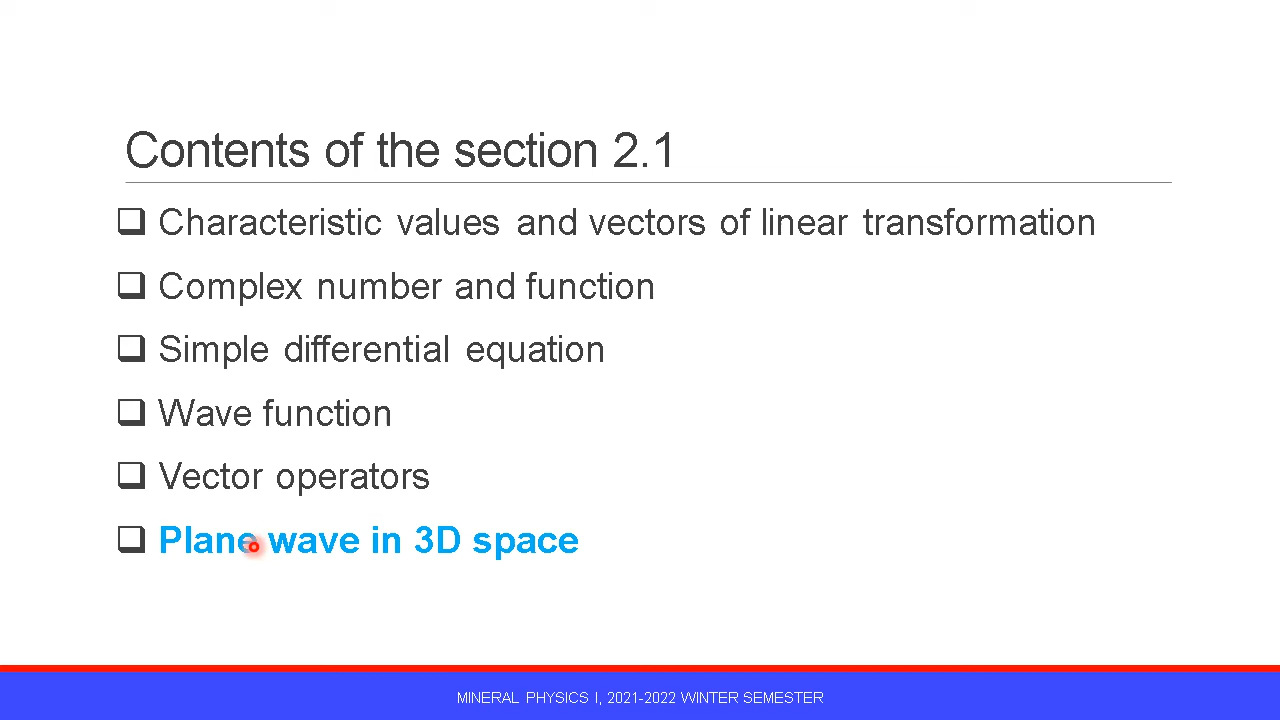 Contents of the section 2.1
Characteristic values and vectors of linear transformation
Complex number and function
Simple differential equation
Wave function
Vector operators
Plane wave in 3D space
MINERAL PHYSICS I, 2021-2022 WINTER SEMESTER